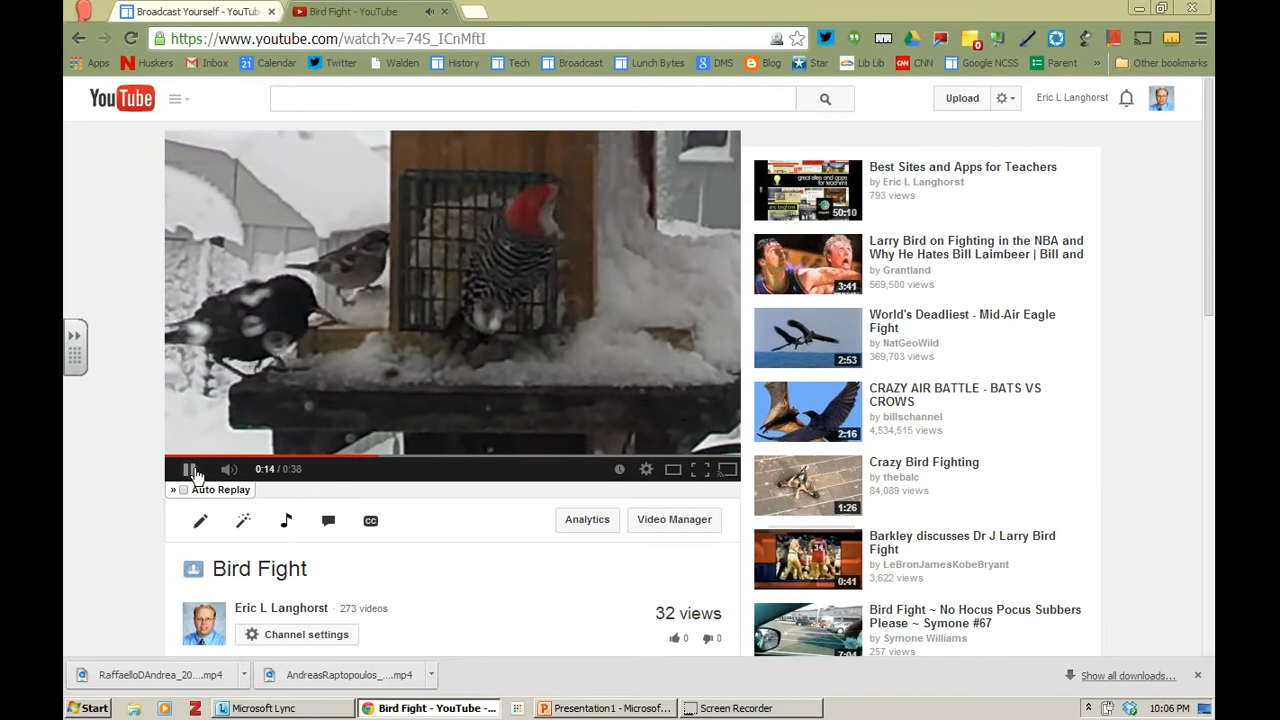 Broadcast Yourself - YouTu
Bird Fight - YouTube
https://www.youtube.com/watch?v=74S_ICnMftI
Apps
Huskers
Inbox
Calendar
Twitter
Walden
History
Tech
Broadcast
Lunch Bytes
DMS
Blog
Star
Lib Lib
CNN
Google NCSS
Parent
»
Other bookmarks
YouTube
Upload
Eric L Langhorst
Best Sites and Apps for Teachers
by Eric L Langhorst
793 views
50:10
Larry Bird on Fighting in the NBA and
Why He Hates Bill Laimbeer | Bill and
by Grantland
569,500 views
3:41
World's Deadliest - Mid-Air Eagle
Fight
by NatGeoWild
369,703 views
2:53
CRAZY AIR BATTLE - BATS VS
CROWS
by billschannel
4,534,515 views
2:16
Crazy Bird Fighting
by thebaic
84,089 views
1:26
Barkley discusses Dr J Larry Bird
Fight
by LeBronJamesKobeBryant
3,622 views
0:41
Bird Fight ~ No Hocus Pocus Subbers
Please ~ Symone #67
by Symone Williams
257 views
0:14 / 0:38
» Auto Replay
CC
Analytics
Video Manager
Bird Fight
Eric L Langhorst · 273 videos
Channel settings
32 views
0
0
RaffaelloDAndrea_20....mp4
AndreasRaptopoulos_....mp4
Show all downloads...
Start
Microsoft Lync
Bird Fight - YouTube -...
Presentation1 - Microsof...
Screen Recorder
10:06 PM